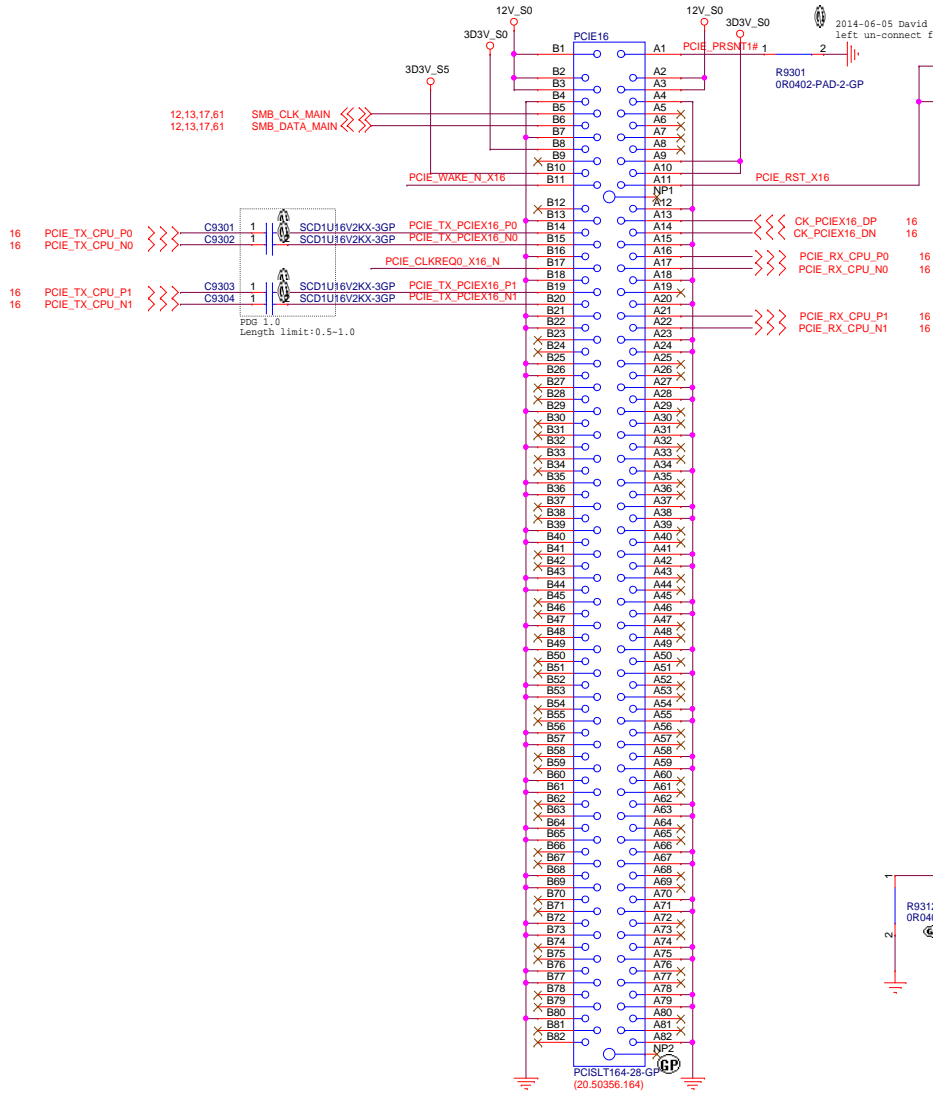 12V_S0
3D3V_S0
3D3V_S5
12V_S0
3D3V_S0
2014-06-05 David
left un-connect f
PCIE16
PCIE_PRSNT1# 1 2
R9301
0R0402-PAD-2-GP
12,13,17,61 SMB_CLK_MAIN
12,13,17,61 SMB_DATA_MAIN
PCIE_WAKE_N_X16
PCIE_RST_X16
NP1
16 PCIE_TX_CPU_P0 C9301 1 SCD1U16V2KX-3GP PCIE_TX_PCIEX16_P0
16 PCIE_TX_CPU_N0 C9302 1 2 SCD1U16V2KX-3GP PCIE_TX_PCIEX16_N0
PCIE_CLKREQ0_X16_N
16 PCIE_TX_CPU_P1 C9303 1 SCD1U16V2KX-3GP PCIE_TX_PCIEX16_P1
16 PCIE_TX_CPU_N1 C9304 1 2 SCD1U16V2KX-3GP PCIE_TX_PCIEX16_N1
PDG 1.0
Length limit:0.5~1.0
CK_PCIEX16_DP 16
CK_PCIEX16_DN 16
PCIE_RX_CPU_P0 16
PCIE_RX_CPU_N0 16
PCIE_RX_CPU_P1 16
PCIE_RX_CPU_N1 16
B1 A1
B2 A2
B3 A3
B4 A4
B5 A5
B6 A6
B7 A7
B8 A8
B9 A9
B10 A10
B11 A11
B12 A12
B13 A13
B14 A14
B15 A15
B16 A16
B17 A17
B18 A18
B19 A19
B20 A20
B21 A21
B22 A22
B23 A23
B24 A24
B25 A25
B26 A26
B27 A27
B28 A28
B29 A29
B30 A30
B31 A31
B32 A32
B33 A33
B34 A34
B35 A35
B36 A36
B37 A37
B38 A38
B39 A39
B40 A40
B41 A41
B42 A42
B43 A43
B44 A44
B45 A45
B46 A46
B47 A47
B48 A48
B49 A49
B50 A50
B51 A51
B52 A52
B53 A53
B54 A54
B55 A55
B56 A56
B57 A57
B58 A58
B59 A59
B60 A60
B61 A61
B62 A62
B63 A63
B64 A64
B65 A65
B66 A66
B67 A67
B68 A68
B69 A69
B70 A70
B71 A71
B72 A72
B73 A73
B74 A74
B75 A75
B76 A76
B77 A77
B78 A78
B79 A79
B80 A80
B81 A81
B82 A82
NP2
GP
PCISLT164-28-GP
(20.50356.164)
1
R9312
0R040
2